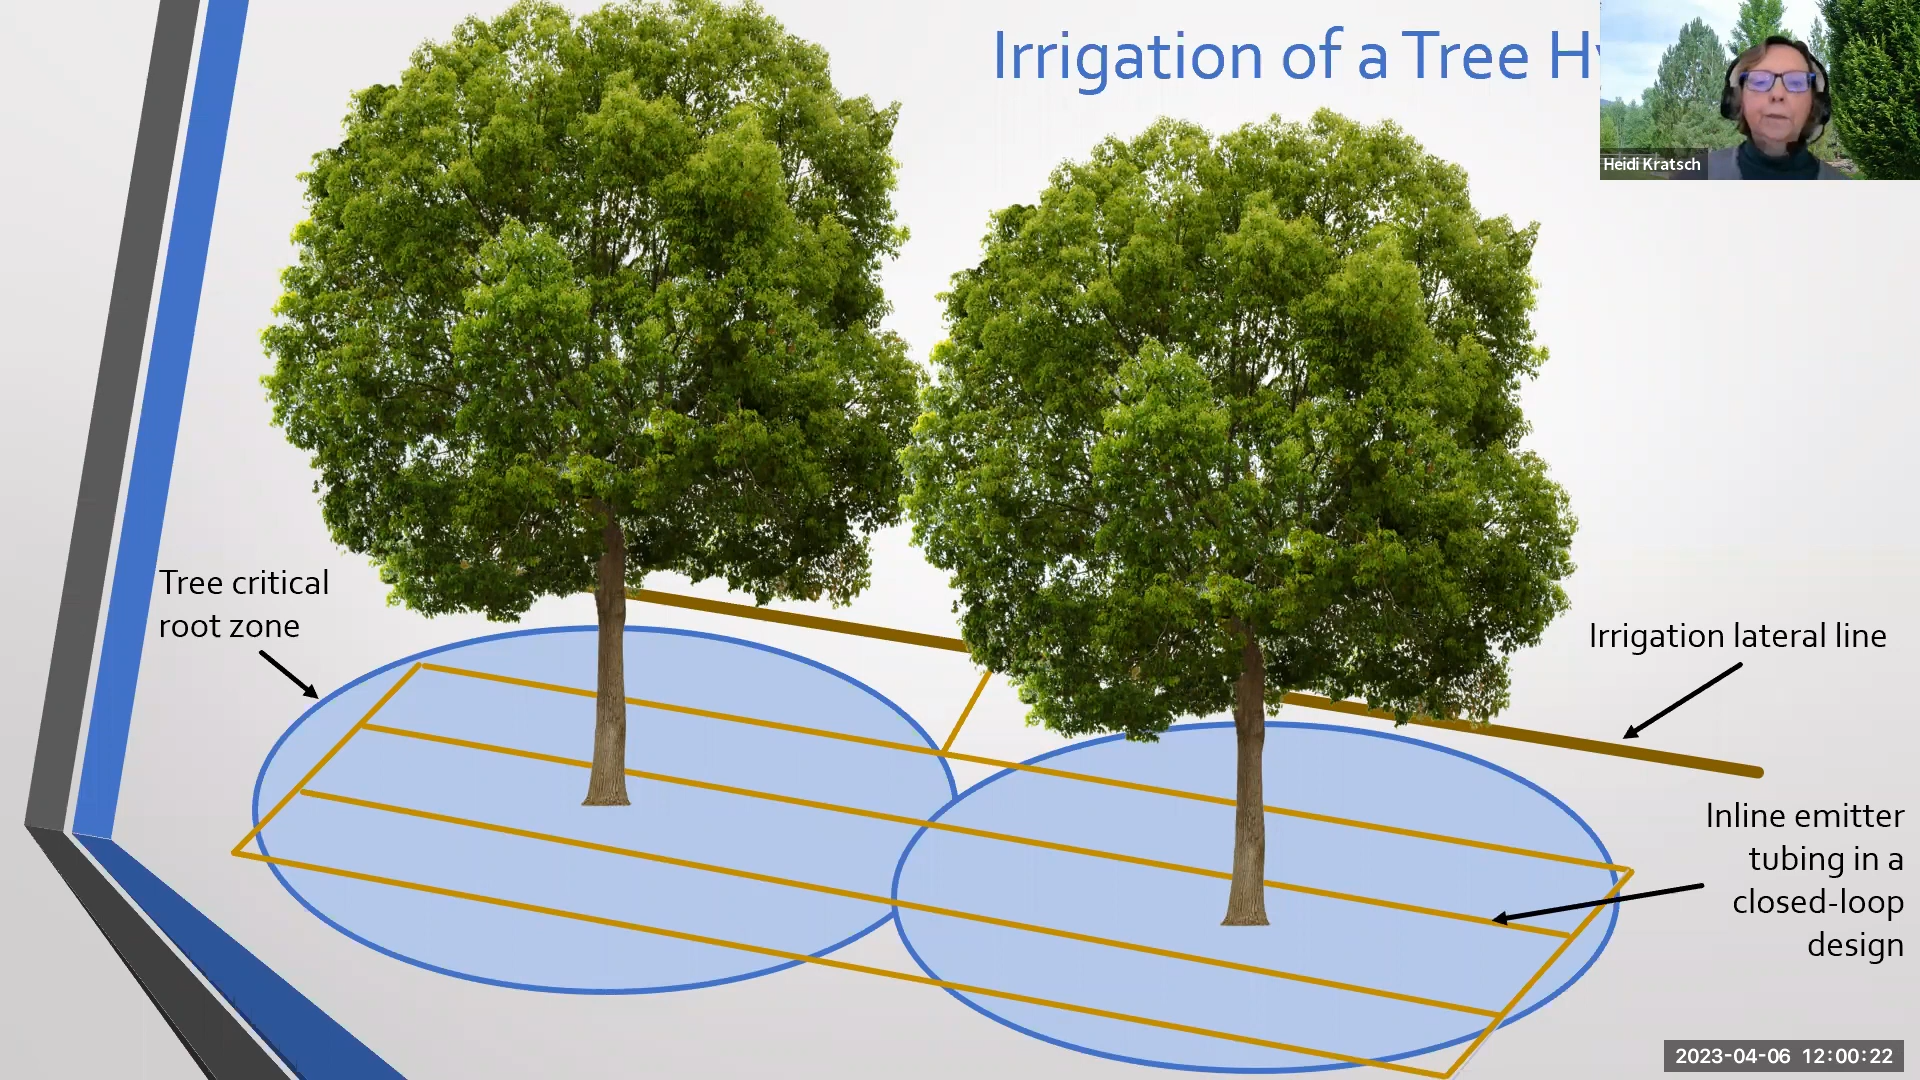 Irrigation of a Tree
Heidi Kratsch
Tree critical
root zone
Irrigation lateral line
Inline emitter
tubing in a
closed-loop
design
2023-04-06 12:00:22